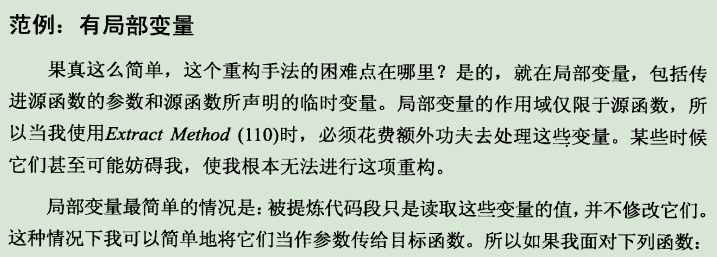 范例：有局部变量
果真这么简单，这个重构手法的困难点在哪里？是的，就在局部变量，包括传
进源函数的参数和源函数所声明的临时变量。局部变量的作用域仅限于源函数，所
以当我使用Extract Method (110)时，必须花费额外功夫去处理这些变量。某些时候
它们甚至可能妨碍我，使我根本无法进行这项重构。
局部变量最简单的情况是：被提炼代码段只是读取这些变量的值，并不修改它们。
这种情况下我可以简单地将它们当作参数传给目标函数。所以如果我面对下列函数：